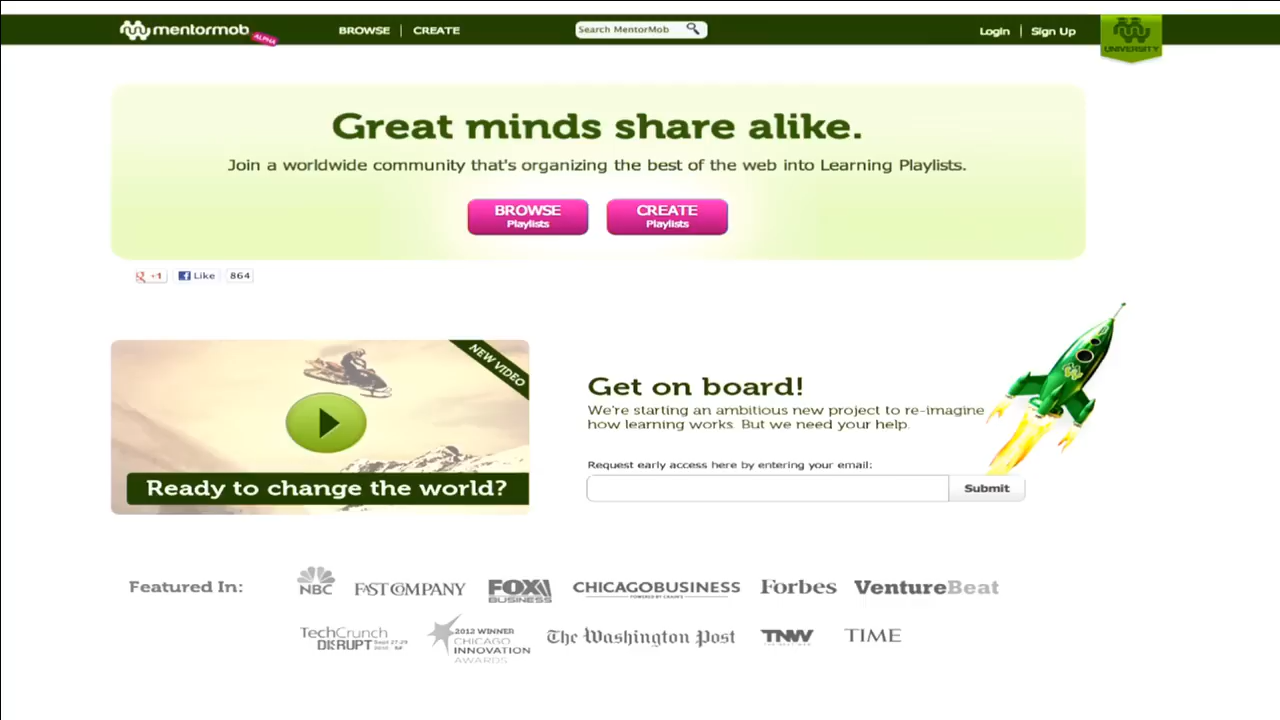 mentormob ALPHA
BROWSE | CREATE
Search MentorMob
Login | Sign Up
UNIVERSITY
Great minds share alike.
Join a worldwide community that's organizing the best of the web into Learning Playlists.
BROWSE
Playlists
CREATE
Playlists
+1
Like
864
NEW VIDEO
Ready to change the world?
Get on board!
We're starting an ambitious new project to re-imagine
how learning works. But we need your help.
Request early access here by entering your email:
Submit
Featured In:
NBC
FAST COMPANY
FOX
BUSINESS
CHICAGOBUSINESS
Forbes
VentureBeat
TechCrunch
DISRUPT
2012 WINNER
CHICAGO
INNOVATION
AWARDS
The Washington Post
TNW
TIME